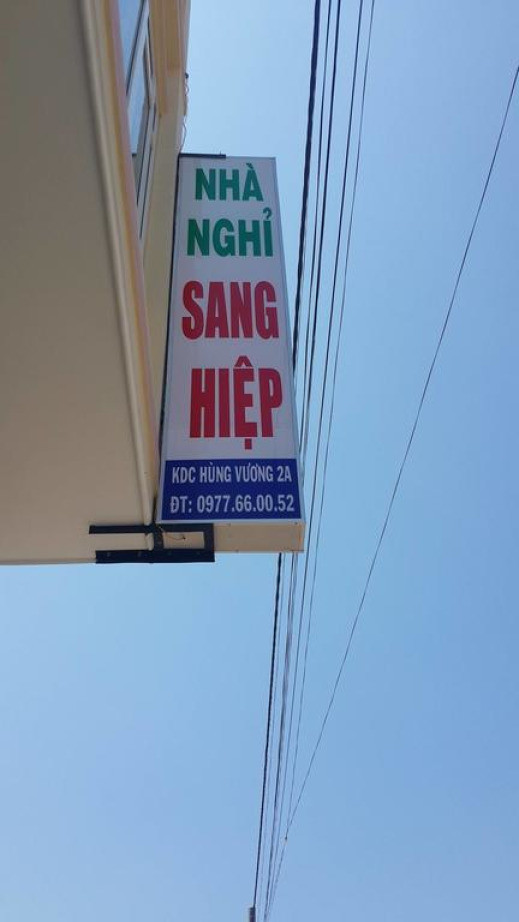 NHÀ
NGHỈ
SANG
HIỆP
KDC HÙNG VƯƠNG 2A
ĐT: 0977.66.00.52